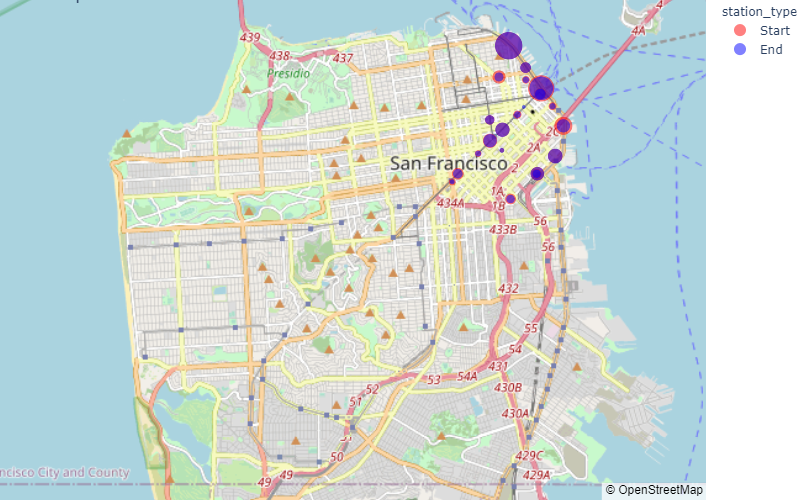 station_type
Start
End
4
4A
439
438
437
Presidio
2C
2A
San Francisco
2
1A
434A
1B
56
433B
56
432
55
54
431
53
54A
52
430B
51
430A
50
429C
ncisco City and County
49
49
429A
© OpenStreetMap